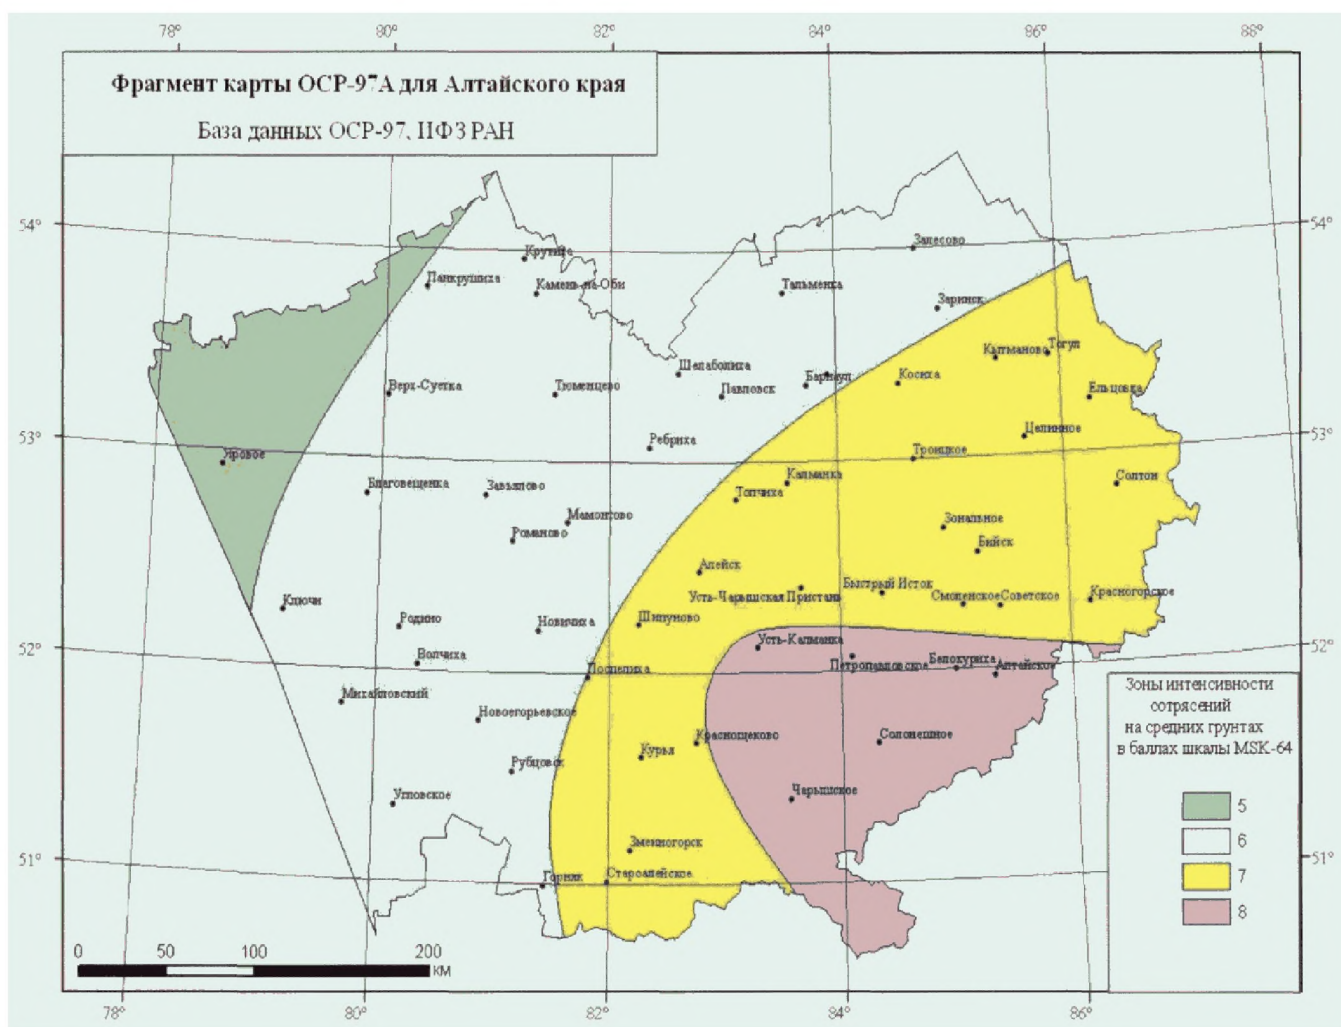 78° 80° 82° 84° 86° 88°
Фрагмент карты ОСР-97А для Алтайского края
База данных ОСР-97, ИФЗ РАН
54° 54°
Крутиха
Залесово
Панкрушиха
Камень-на-Оби
Тальменка
Заринск
Кытманово
Тогул
Шелаболиха
Верх-Суетка
Тюменцево
Павловск
Барнаул
Косиха
Ельцовка
53° 53°
Ребриха
Целинное
Яровое
Троицкое
Благовещенка
Завьялово
Топчиха
Калманка
Солтон
Мамонтово
Романово
Зональное
Бийск
Алейск
Усть-Чарышская Пристань
Быстрый Исток
Смоленское
Советское
Красногорское
Ключи
Родино
Новичиха
Шипуново
52° 52°
Волчиха
Поспелиха
Усть-Калманка
Петропавловское
Белокуриха
Алтайское
Михайловский
Новоегорьевское
Краснощеково
Солонешное
Рубцовск
Курья
Угловское
Чарышское
Змеиногорск
51° 51°
Горняк
Староалейское
Зоны интенсивности
сотрясений
на средних грунтах
в баллах шкалы MSK-64
5
6
7
8
0 50 100 200
км
78° 80° 82° 84° 86°